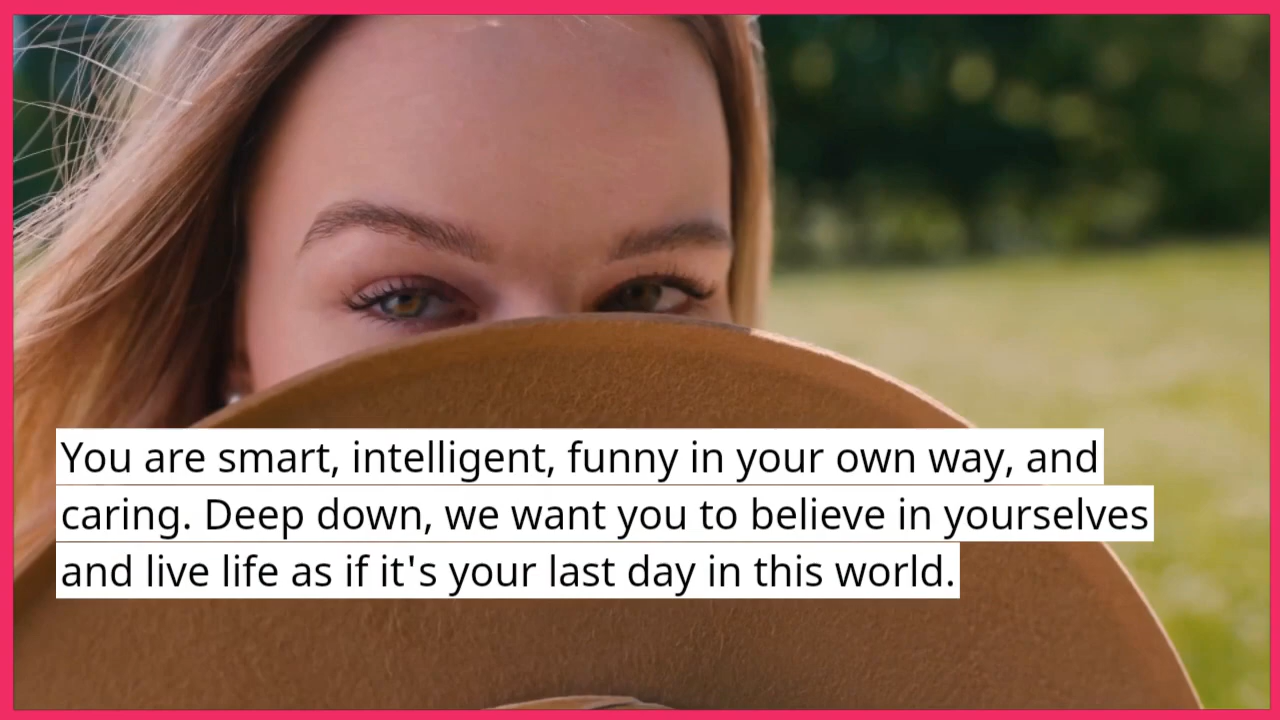 You are smart, intelligent, funny in your own way, and
caring. Deep down, we want you to believe in yourselves
and live life as if it's your last day in this world.